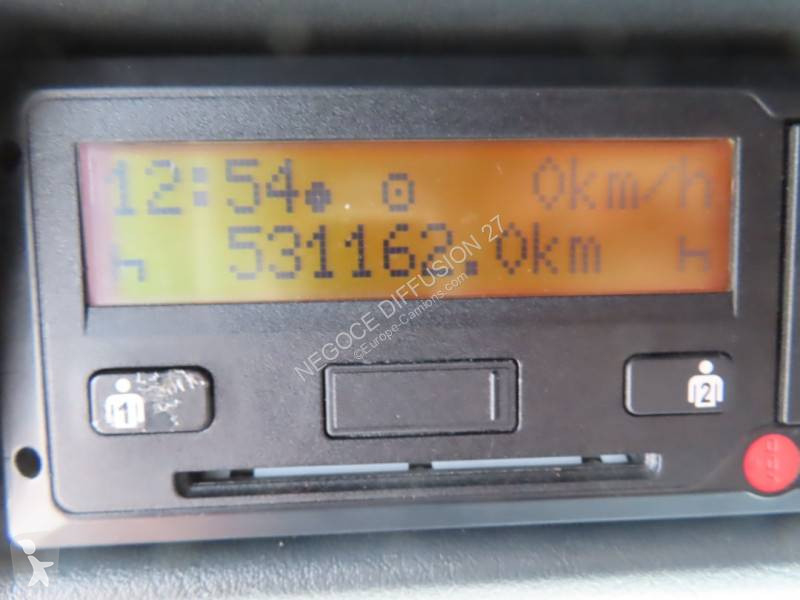 12:54 0km/h
531162.0km
NEGOCE DIFFUSION 27
©Europe-Camions.com
1
2